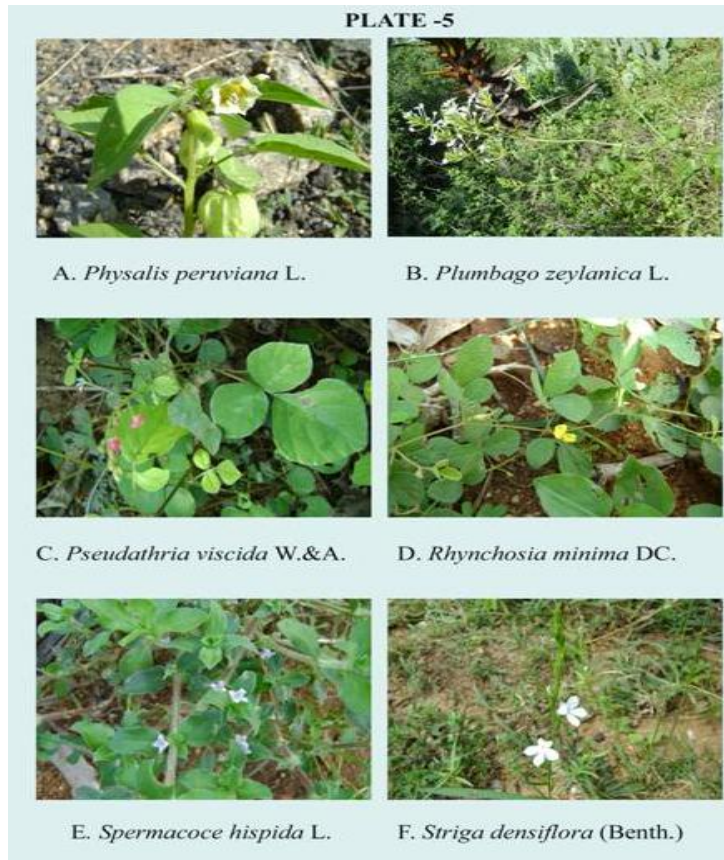 PLATE -5
A. Physalis peruviana L.
B. Plumbago zeylanica L.
C. Pseudathria viscida W.&A.
D. Rhynchosia minima DC.
E. Spermacoce hispida L.
F. Striga densiflora (Benth.)